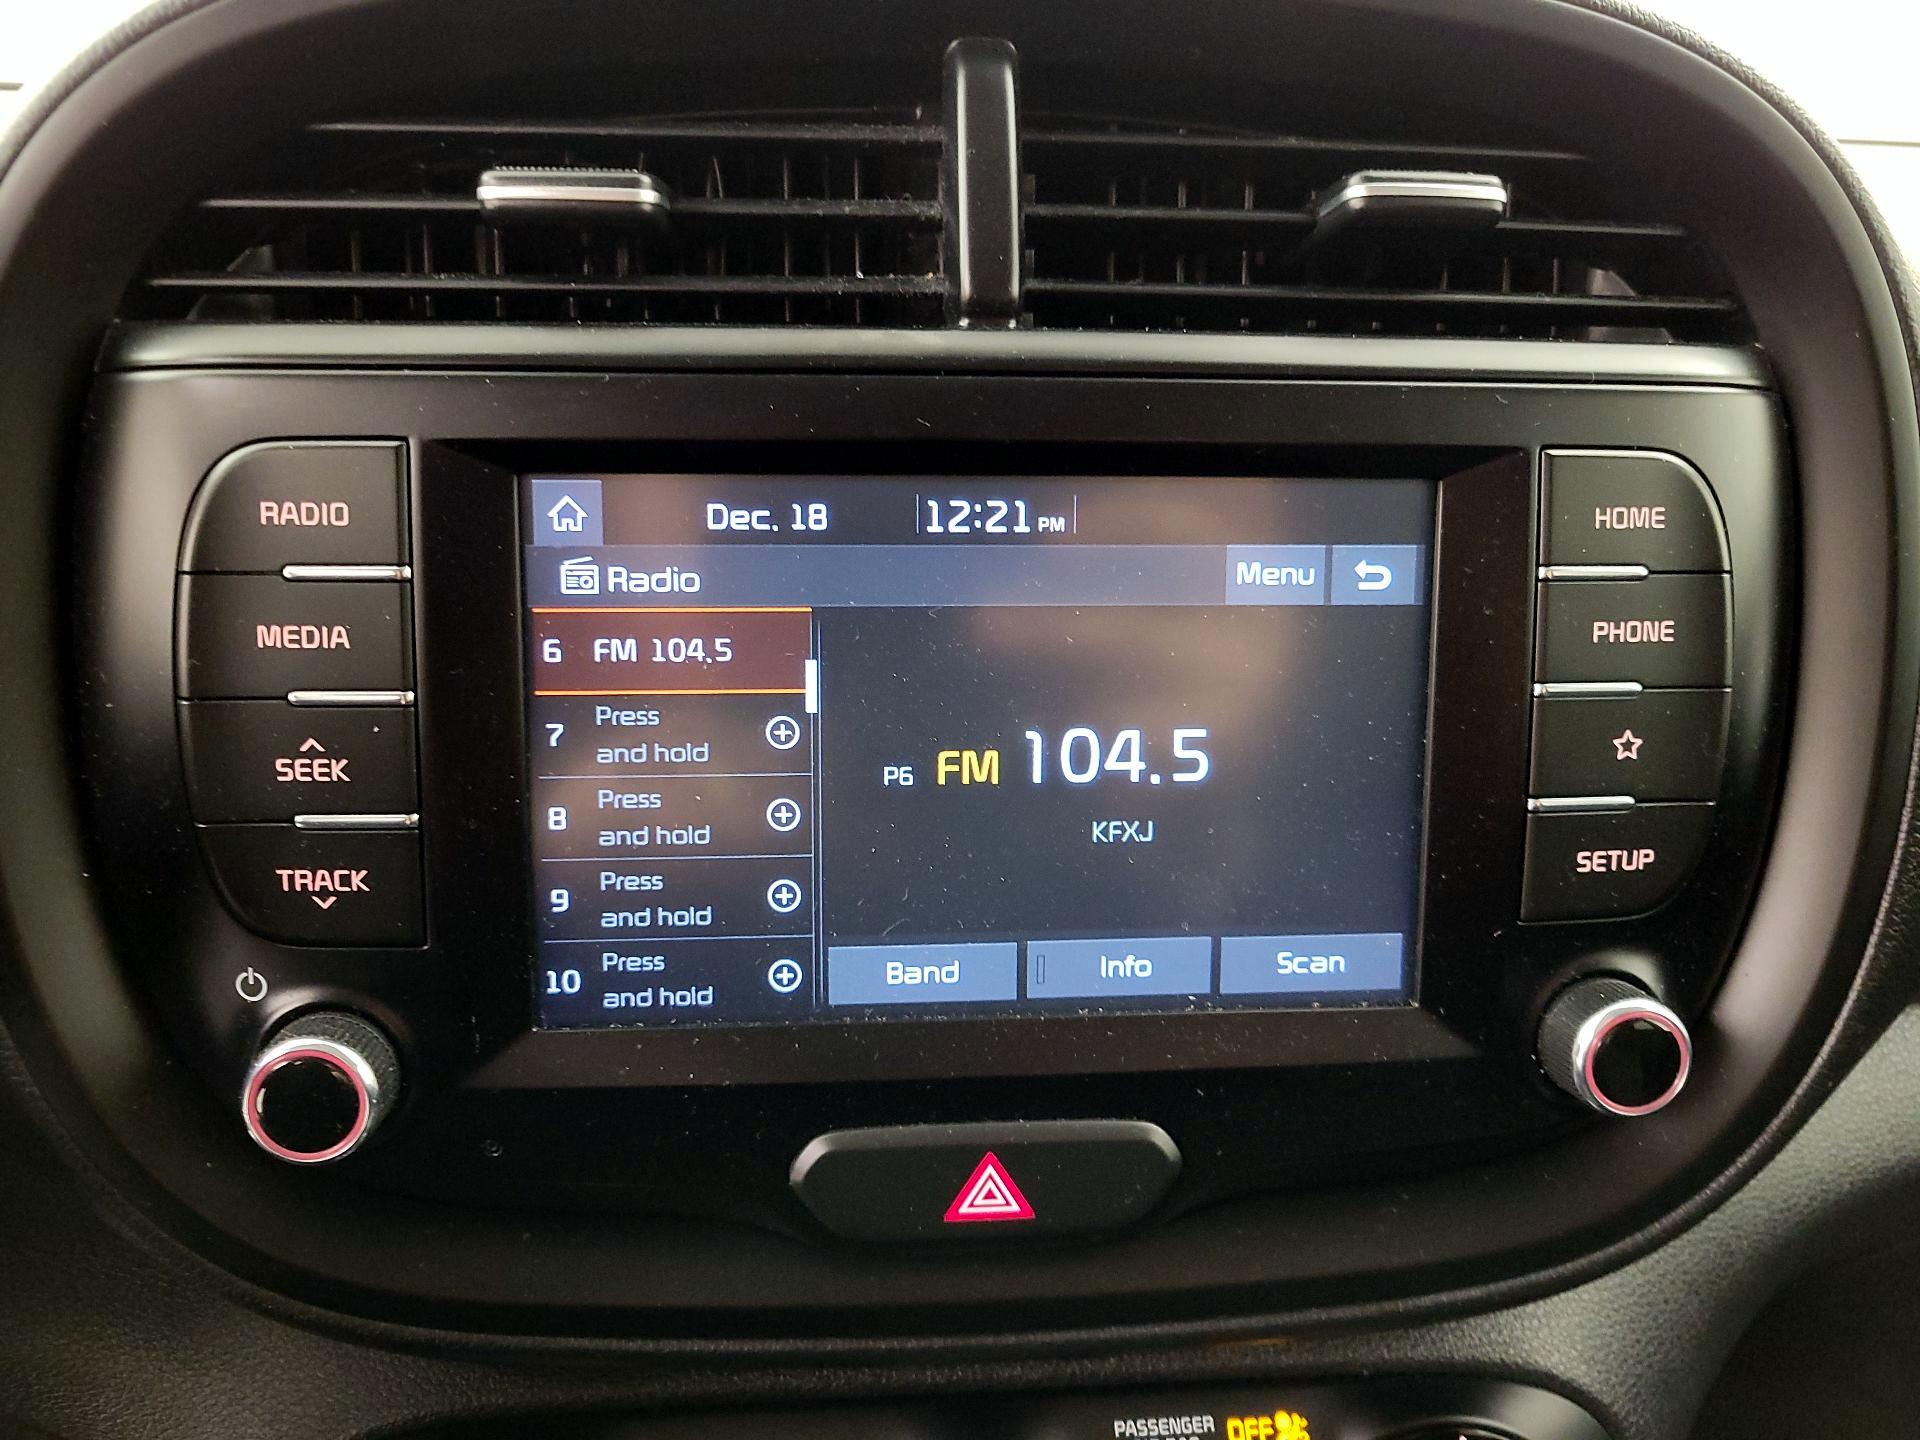 RADIO
MEDIA
SEEK
TRACK
Dec. 18 12:21 PM
Radio
Menu
6 FM 104.5
7 Press
and hold
8 Press
and hold
9 Press
and hold
10 Press
and hold
P6 FM 104.5
KFXJ
Band
Info
Scan
HOME
PHONE
SETUP
PASSENGER
OFF